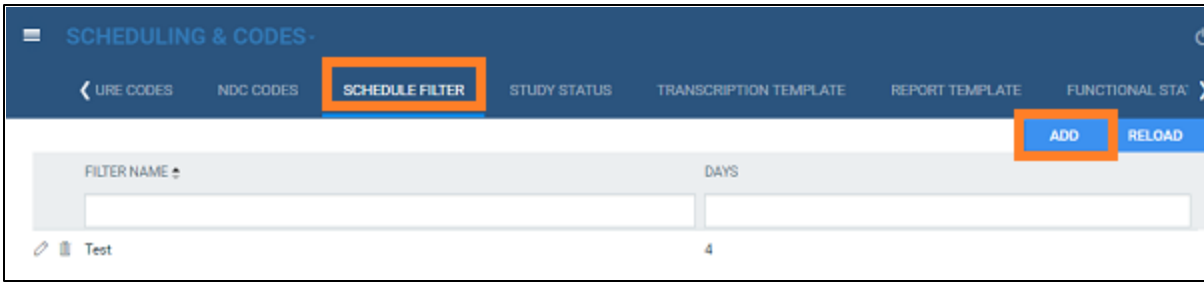 SCHEDULING & CODES
URE CODES NDC CODES SCHEDULE FILTER STUDY STATUS TRANSCRIPTION TEMPLATE REPORT TEMPLATE FUNCTIONAL STA
ADD RELOAD
FILTER NAME DAYS
Test 4